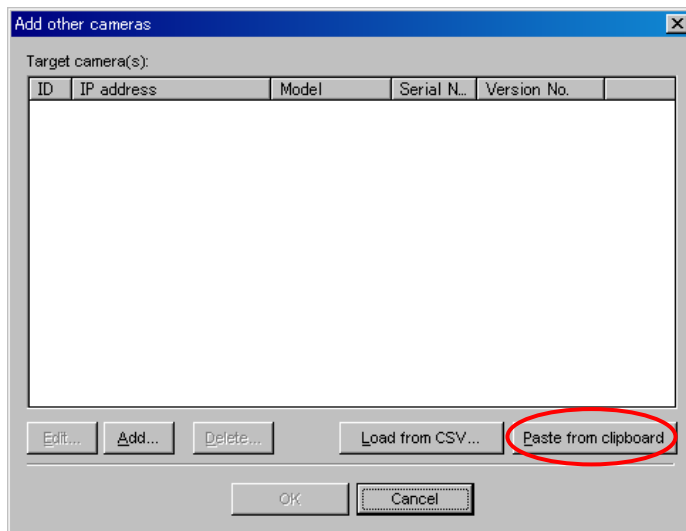 Add other cameras
Target camera(s):
ID IP address Model Serial N... Version No.
Edit... Add... Delete... Load from CSV... Paste from clipboard
OK Cancel